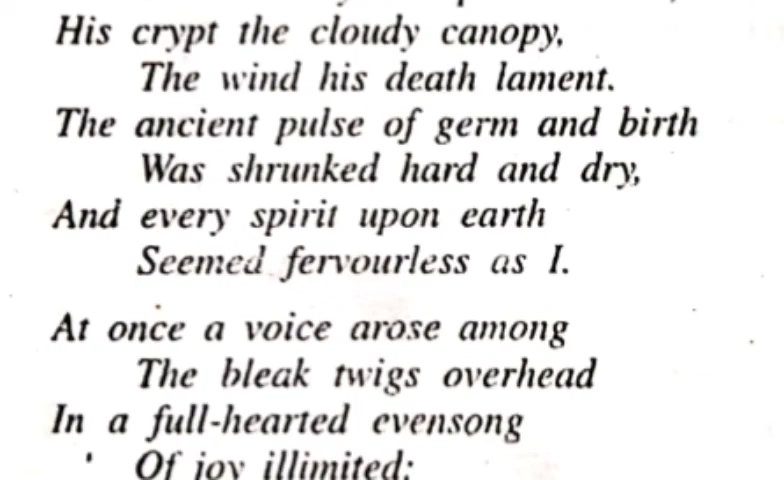 His crypt the cloudy canopy,
The wind his death lament.
The ancient pulse of germ and birth
Was shrunked hard and dry,
And every spirit upon earth
Seemed fervourless as I.
At once a voice arose among
The bleak twigs overhead
In a full-hearted evensong
Of joy illimited;